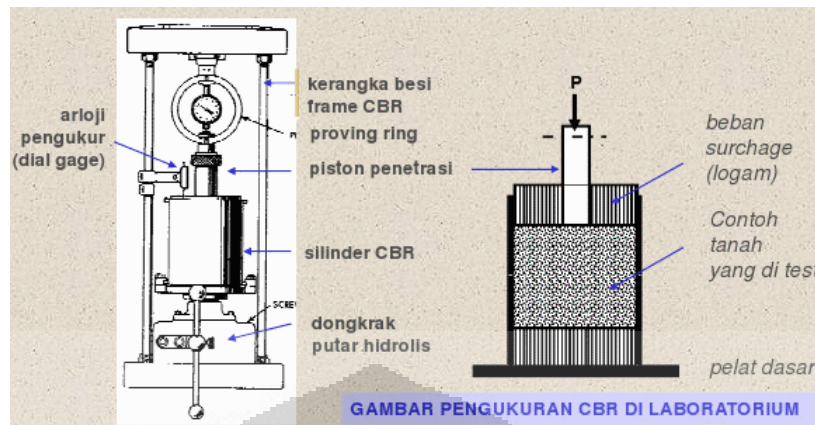 kerangka besi
frame CBR
arloji
pengukur
(dial gage)
proving ring
piston penetrasi
silinder CBR
SCREW
dongkrak
putar hidrolis
P
beban
surchage
(logam)
Contoh
tanah
yang di test
pelat dasar
GAMBAR PENGUKURAN CBR DI LABORATORIUM